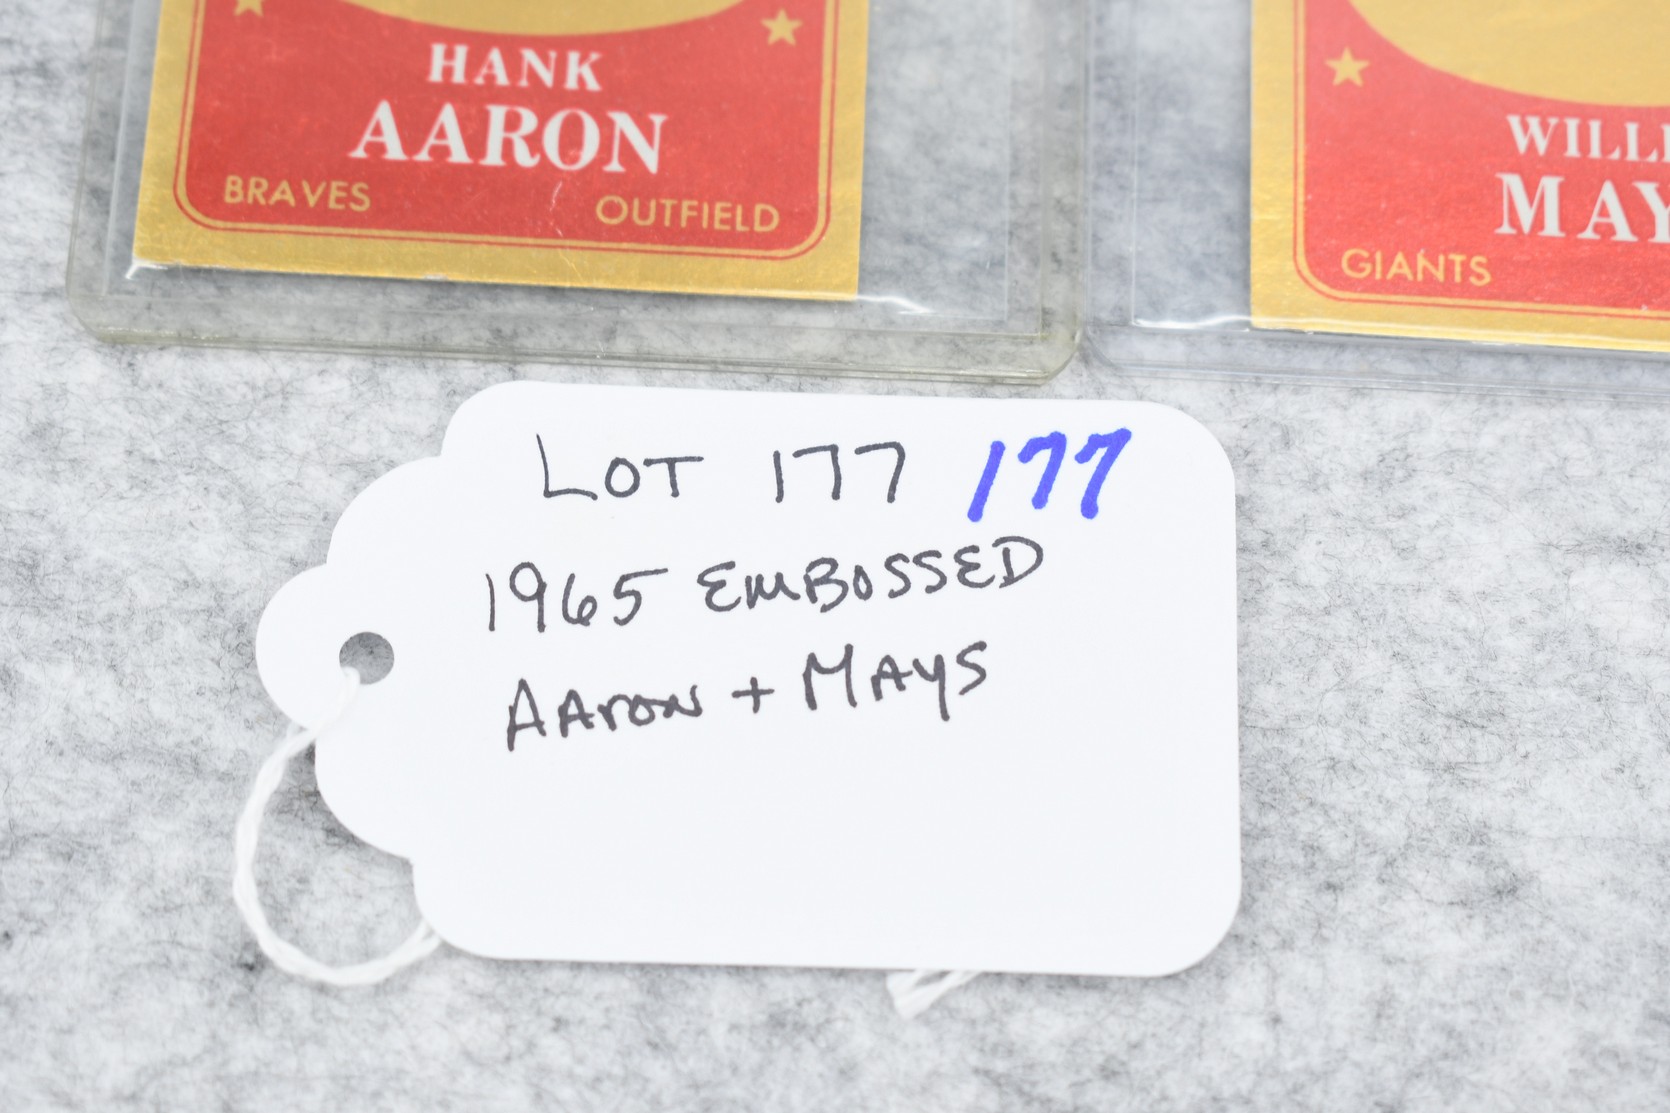 HANK
AARON
BRAVES OUTFIELD
GIANTS
LOT 177 177
1965 EMBOSSED
AARON + MAYS